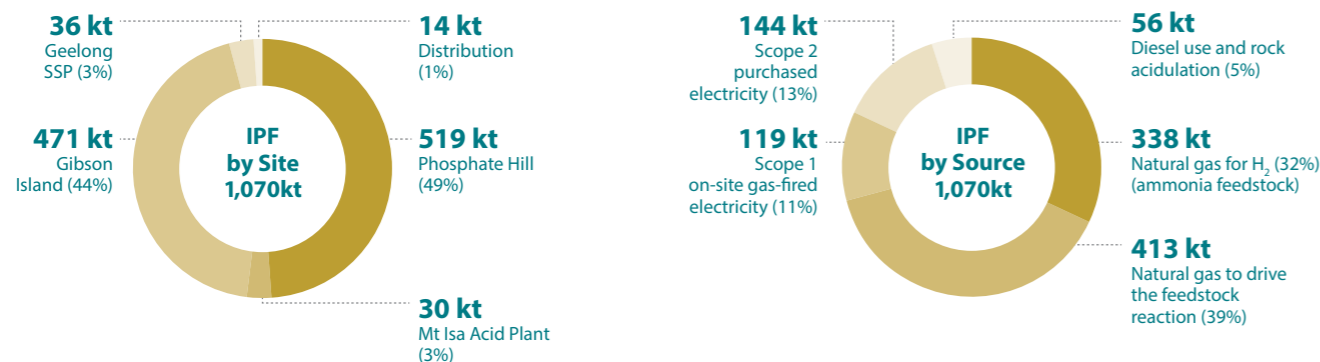 36 kt
Geelong
SSP (3%)
14 kt
Distribution
(1%)
471 kt
Gibson
Island (44%)
IPF
by Site
1,070kt
519 kt
Phosphate Hill
(49%)
30 kt
Mt Isa Acid Plant
(3%)
144 kt
Scope 2
purchased
electricity (13%)
56 kt
Diesel use and rock
acidulation (5%)
119 kt
Scope 1
on-site gas-fired
electricity (11%)
IPF
by Source
1,070kt
338 kt
Natural gas for H₂ (32%)
(ammonia feedstock)
413 kt
Natural gas to drive
the feedstock
reaction (39%)